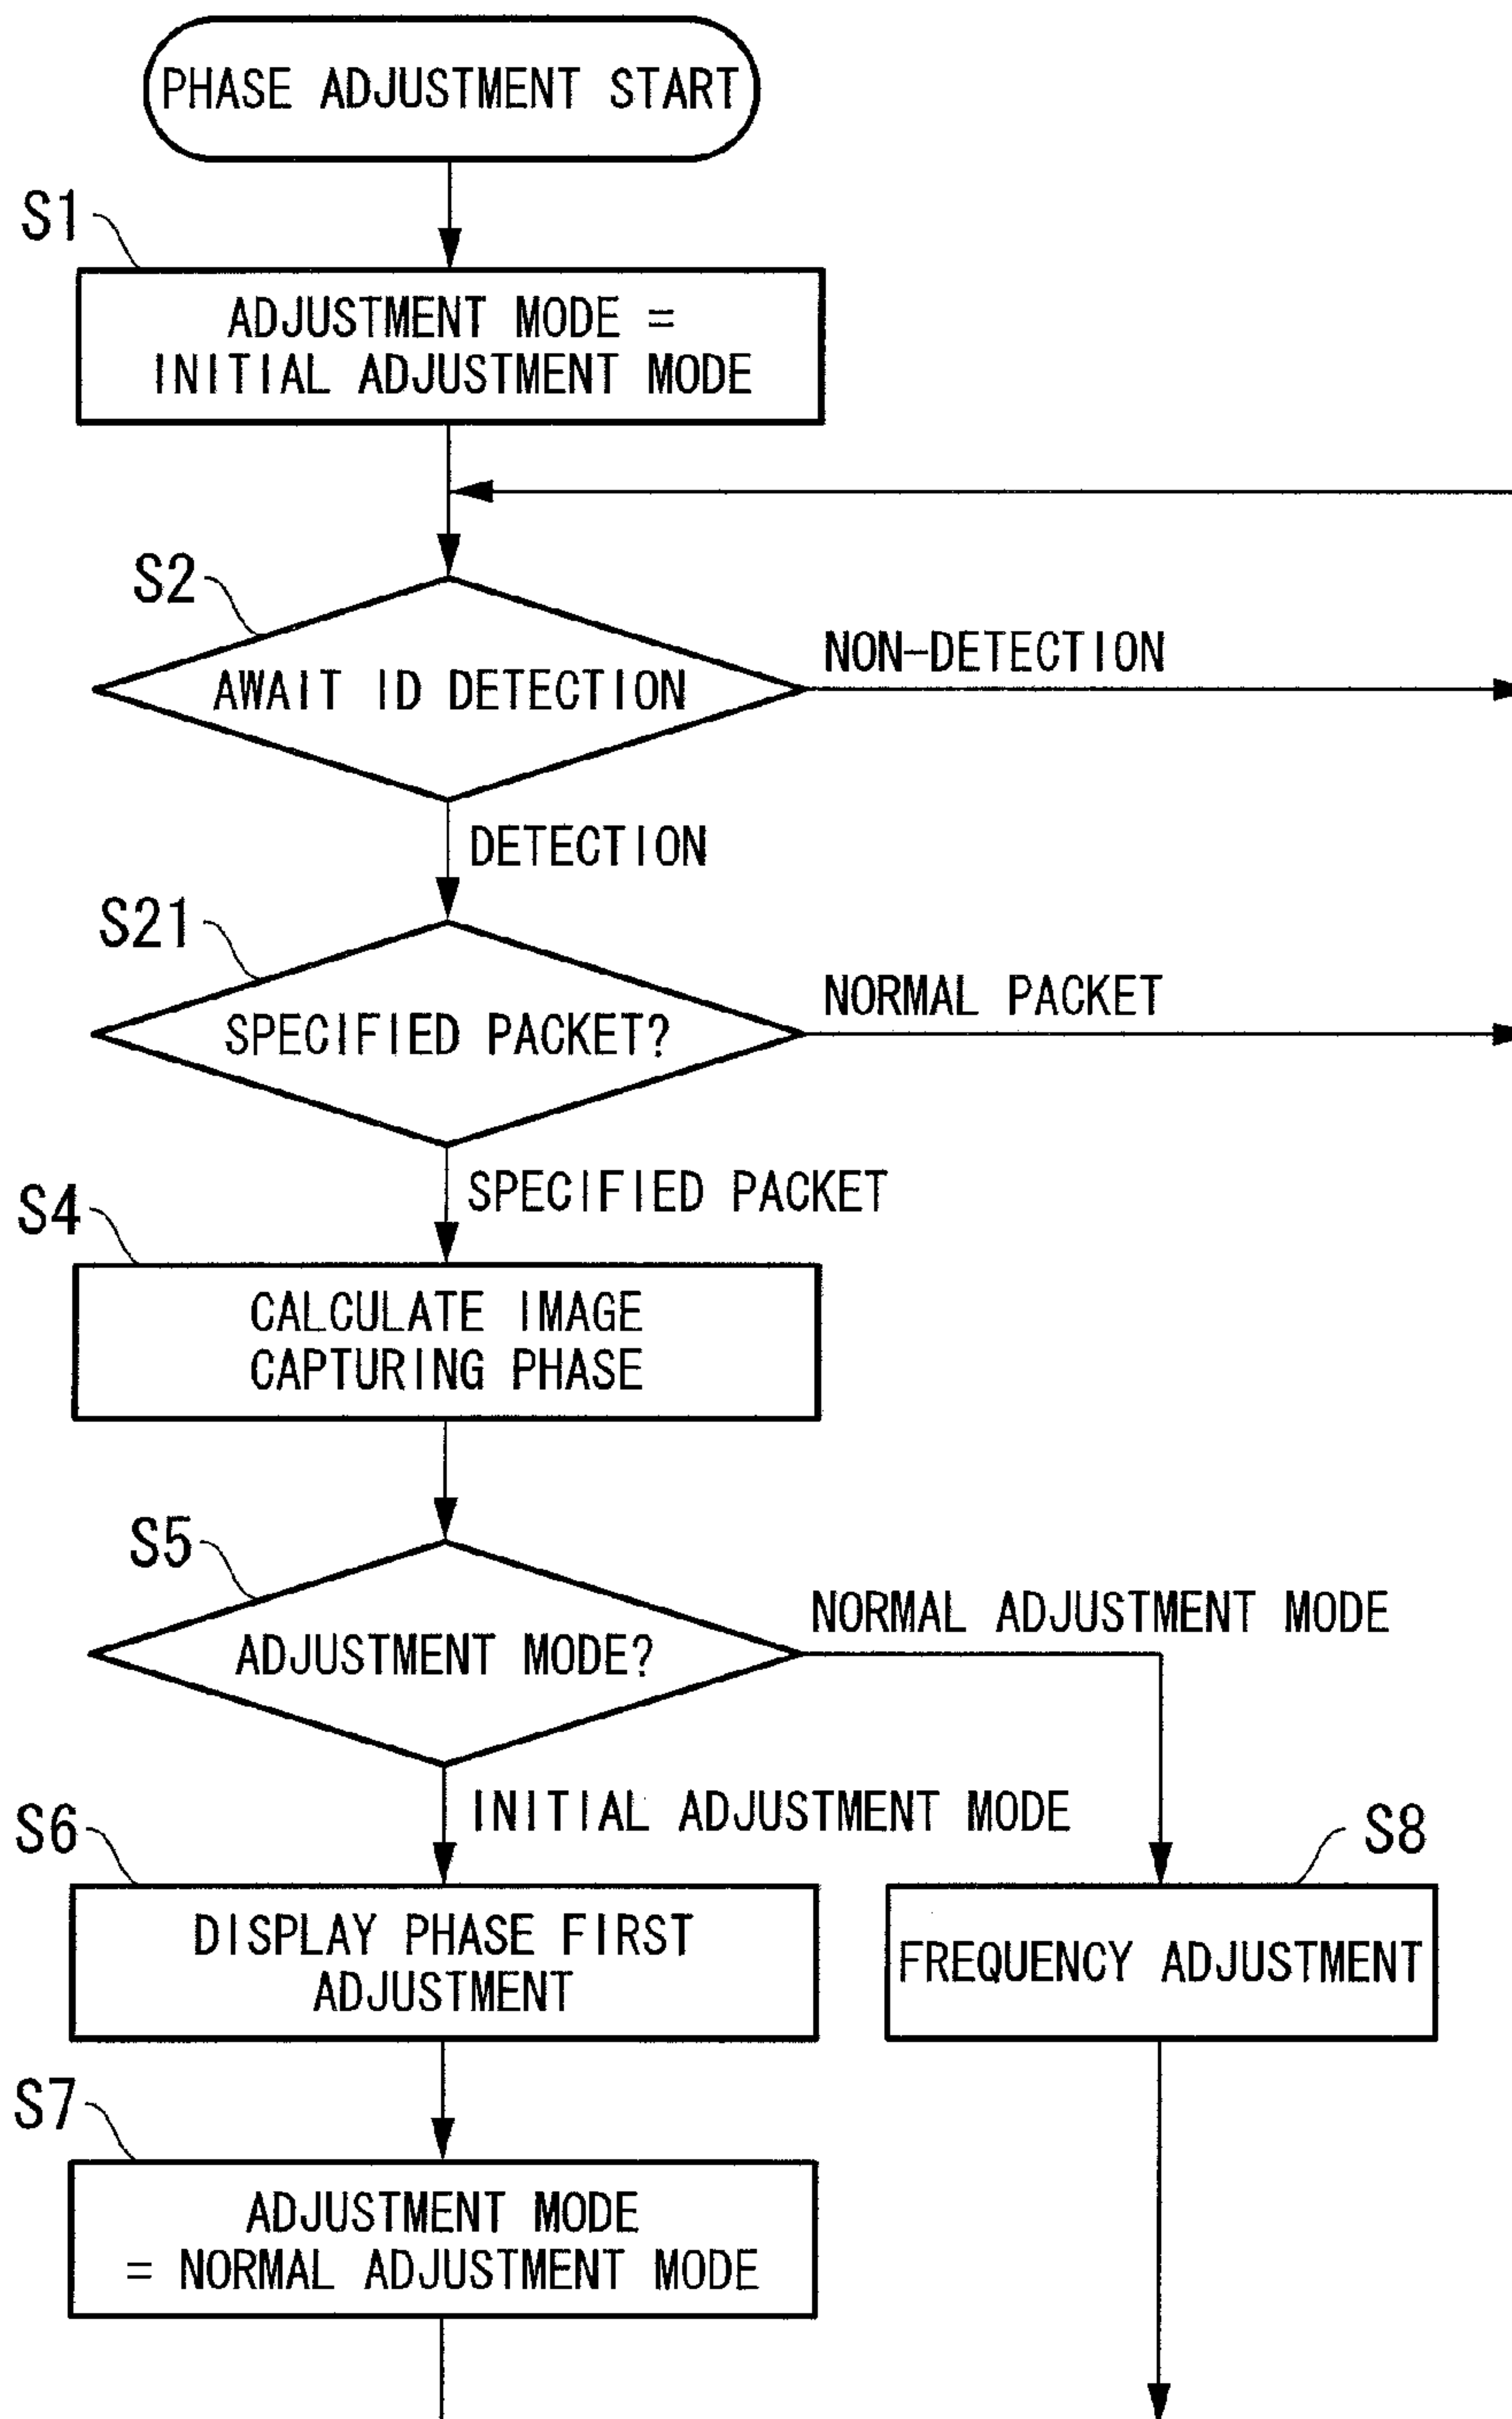 PHASE ADJUSTMENT START
S1
ADJUSTMENT MODE =
INITIAL ADJUSTMENT MODE
S2
AWAIT ID DETECTION
NON-DETECTION
DETECTION
S21
SPECIFIED PACKET?
NORMAL PACKET
SPECIFIED PACKET
S4
CALCULATE IMAGE
CAPTURING PHASE
S5
ADJUSTMENT MODE?
NORMAL ADJUSTMENT MODE
INITIAL ADJUSTMENT MODE
S6
DISPLAY PHASE FIRST
ADJUSTMENT
S8
FREQUENCY ADJUSTMENT
S7
ADJUSTMENT MODE
= NORMAL ADJUSTMENT MODE